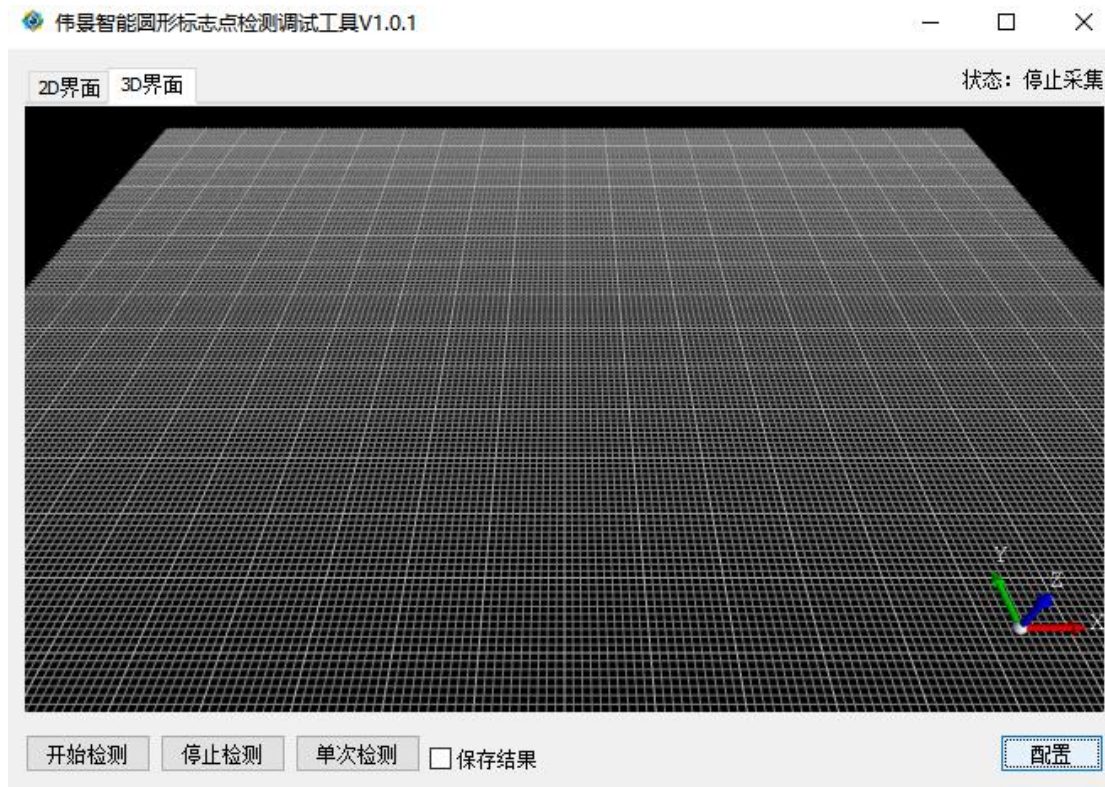 伟景智能圆形标志点检测调试工具V1.0.1
2D界面 3D界面 状态：停止采集
Y
Z
X
开始检测 停止检测 单次检测 保存结果 配置